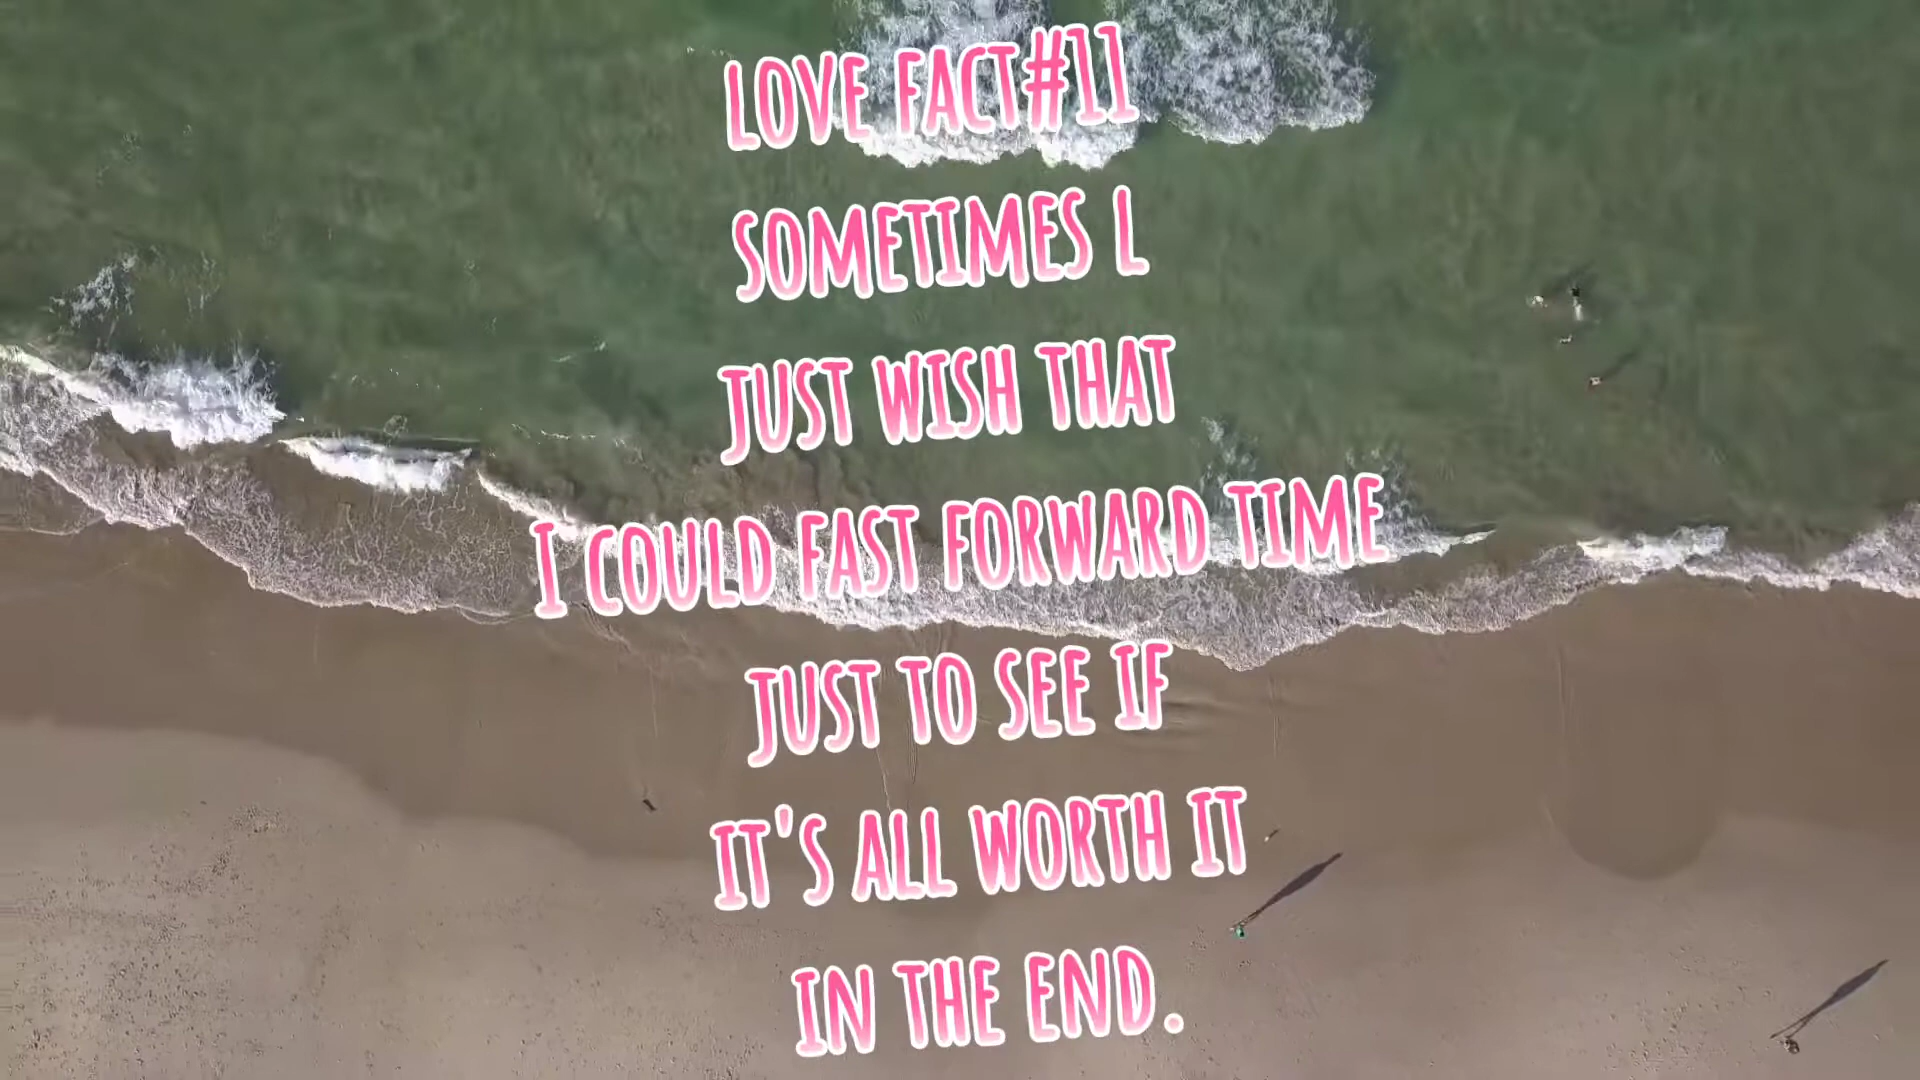 LOVE FACT#11
SOMETIMES L
JUST WISH THAT
I COULD FAST FORWARD TIME
JUST TO SEE IF
IT'S ALL WORTH IT
IN THE END.